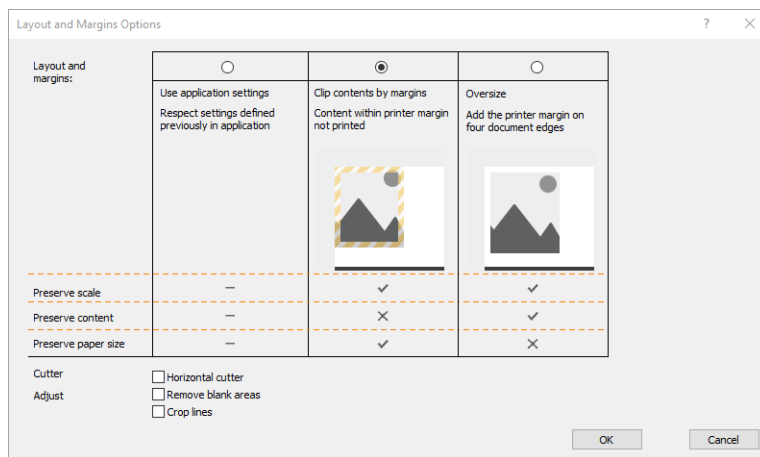 Layout and Margins Options
Layout and
margins:
Use application settings
Respect settings defined
previously in application
Clip contents by margins
Content within printer margin
not printed
Oversize
Add the printer margin on
four document edges
Preserve scale
Preserve content
Preserve paper size
Cutter
Horizontal cutter
Adjust
Remove blank areas
Crop lines
OK
Cancel